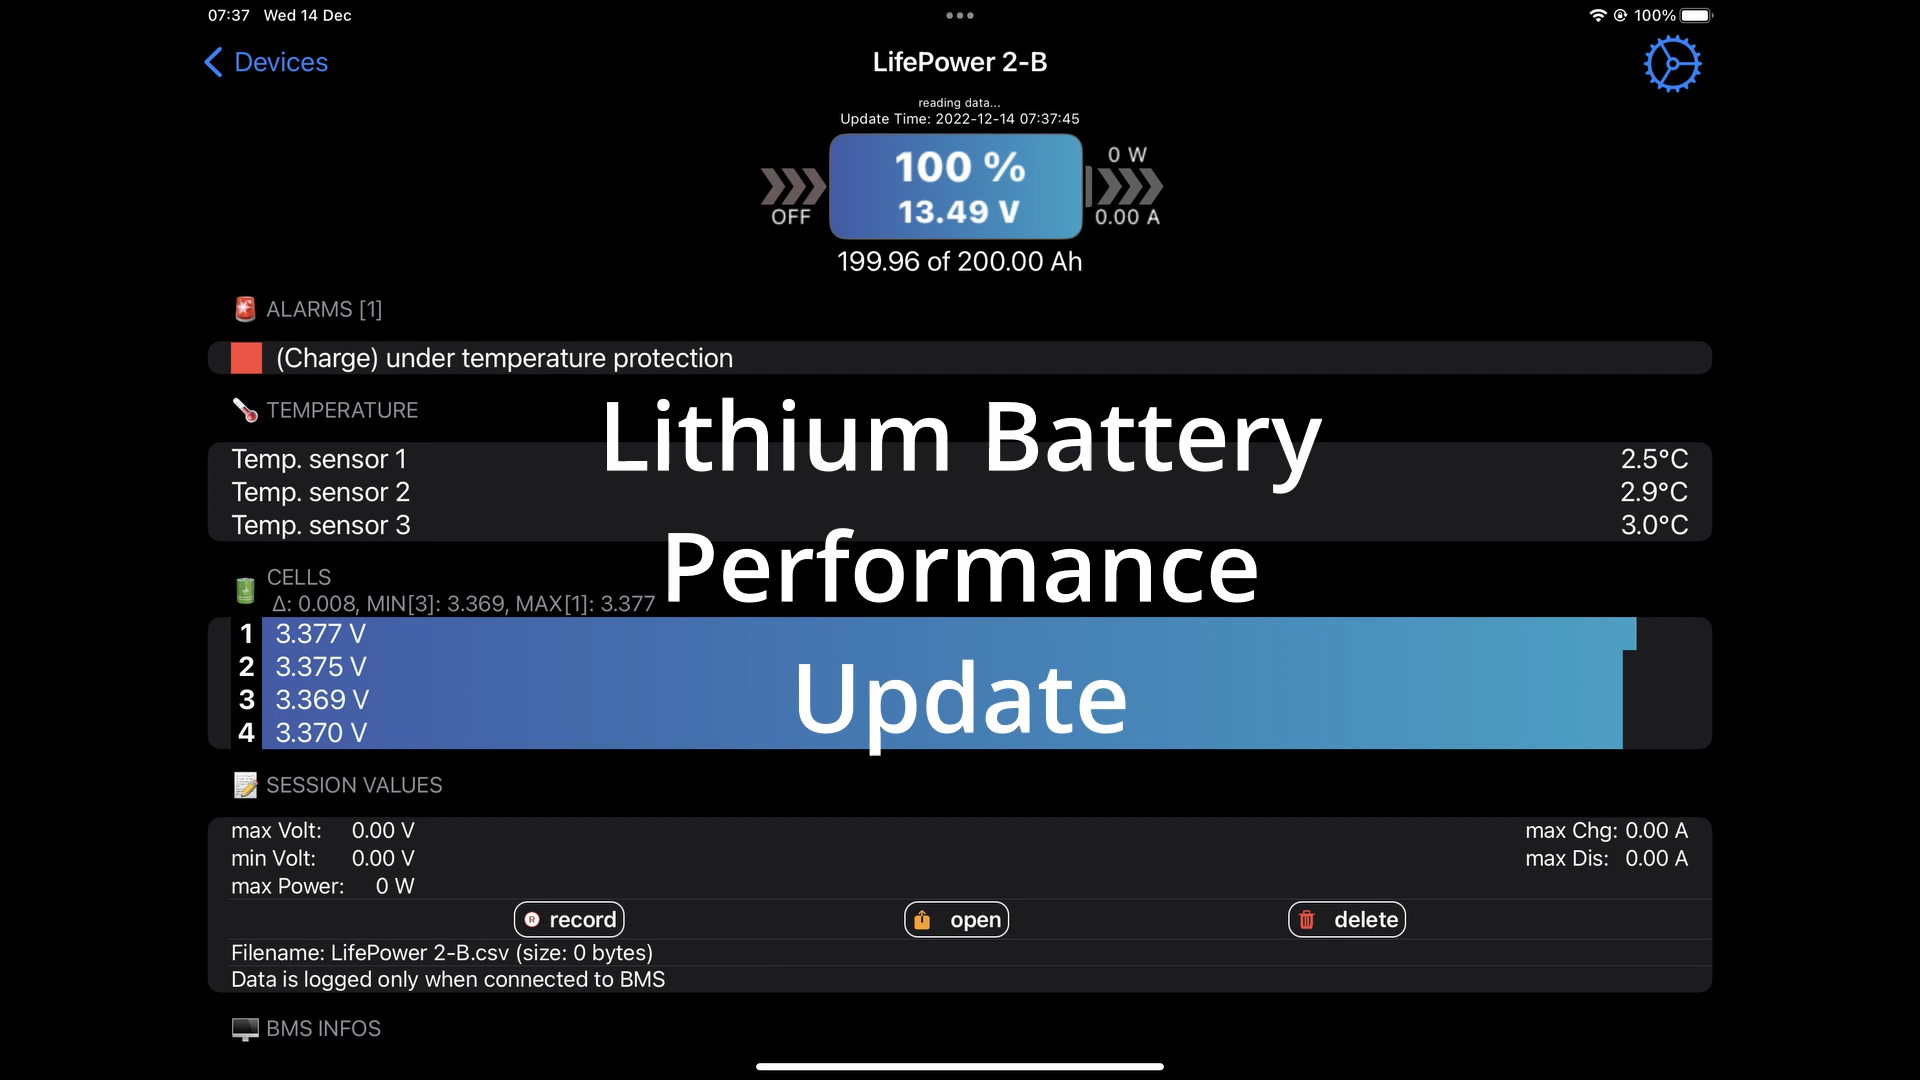 07:37 Wed 14 Dec
100%
Devices
LifePower 2-B
reading data...
Update Time: 2022-12-14 07:37:45
100 %
13.49 V
OFF
0 W
0.00 A
199.96 of 200.00 Ah
ALARMS [1]
(Charge) under temperature protection
TEMPERATURE
Lithium Battery
Performance
Update
Temp. sensor 1 2.5°C
Temp. sensor 2 2.9°C
Temp. sensor 3 3.0°C
CELLS
Δ: 0.008, MIN[3]: 3.369, MAX[1]: 3.377
1 3.377 V
2 3.375 V
3 3.369 V
4 3.370 V
SESSION VALUES
max Volt: 0.00 V max Chg: 0.00 A
min Volt: 0.00 V max Dis: 0.00 A
max Power: 0 W
R record open delete
Filename: LifePower 2-B.csv (size: 0 bytes)
Data is logged only when connected to BMS
BMS INFOS